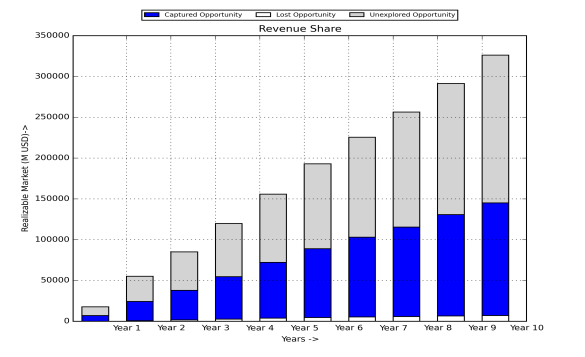 Captured Opportunity Lost Opportunity Unexplored Opportunity
Revenue Share
350000
300000
250000
200000
150000
100000
50000
0
Realizable Market (M USD)->
Year 1 Year 2 Year 3 Year 4 Year 5 Year 6 Year 7 Year 8 Year 9 Year 10
Years ->